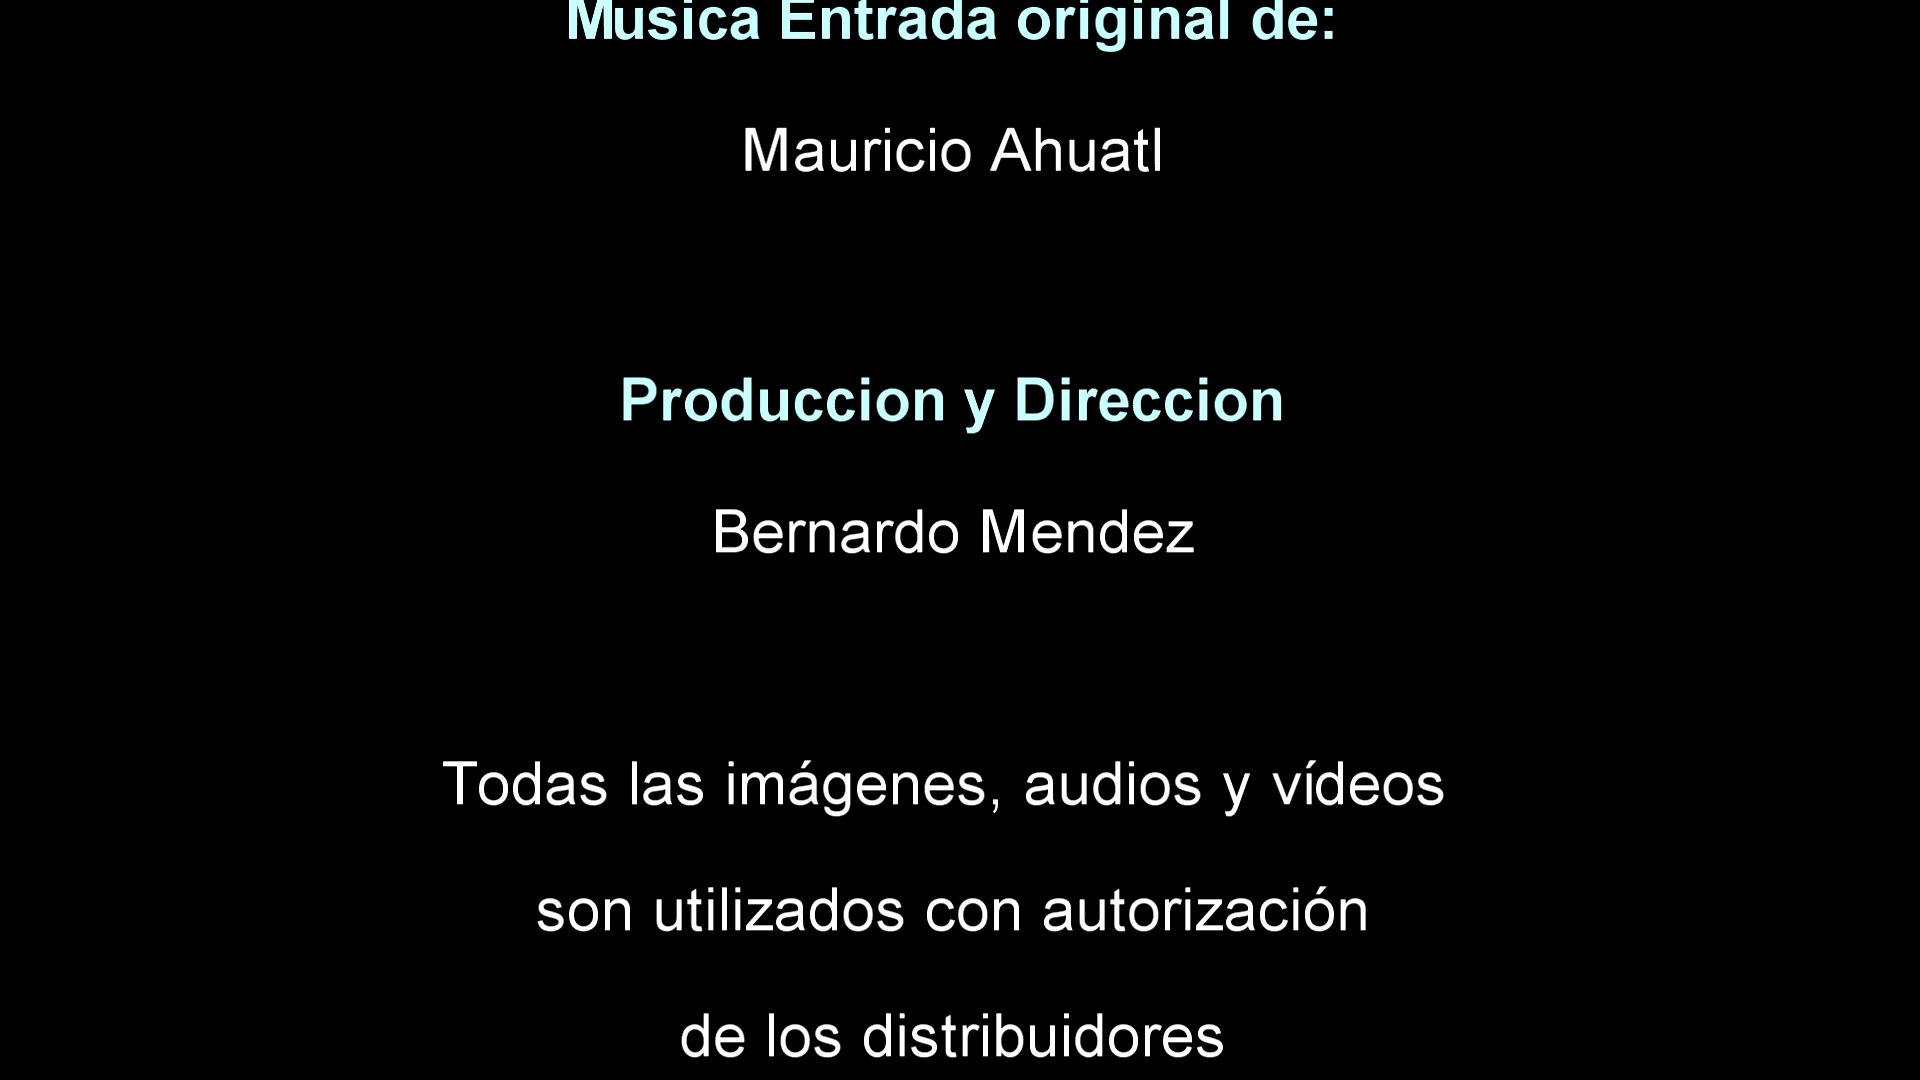 Musica Entrada original de:
Mauricio Ahuatl
Produccion y Direccion
Bernardo Mendez
Todas las imágenes, audios y vídeos
son utilizados con autorización
de los distribuidores